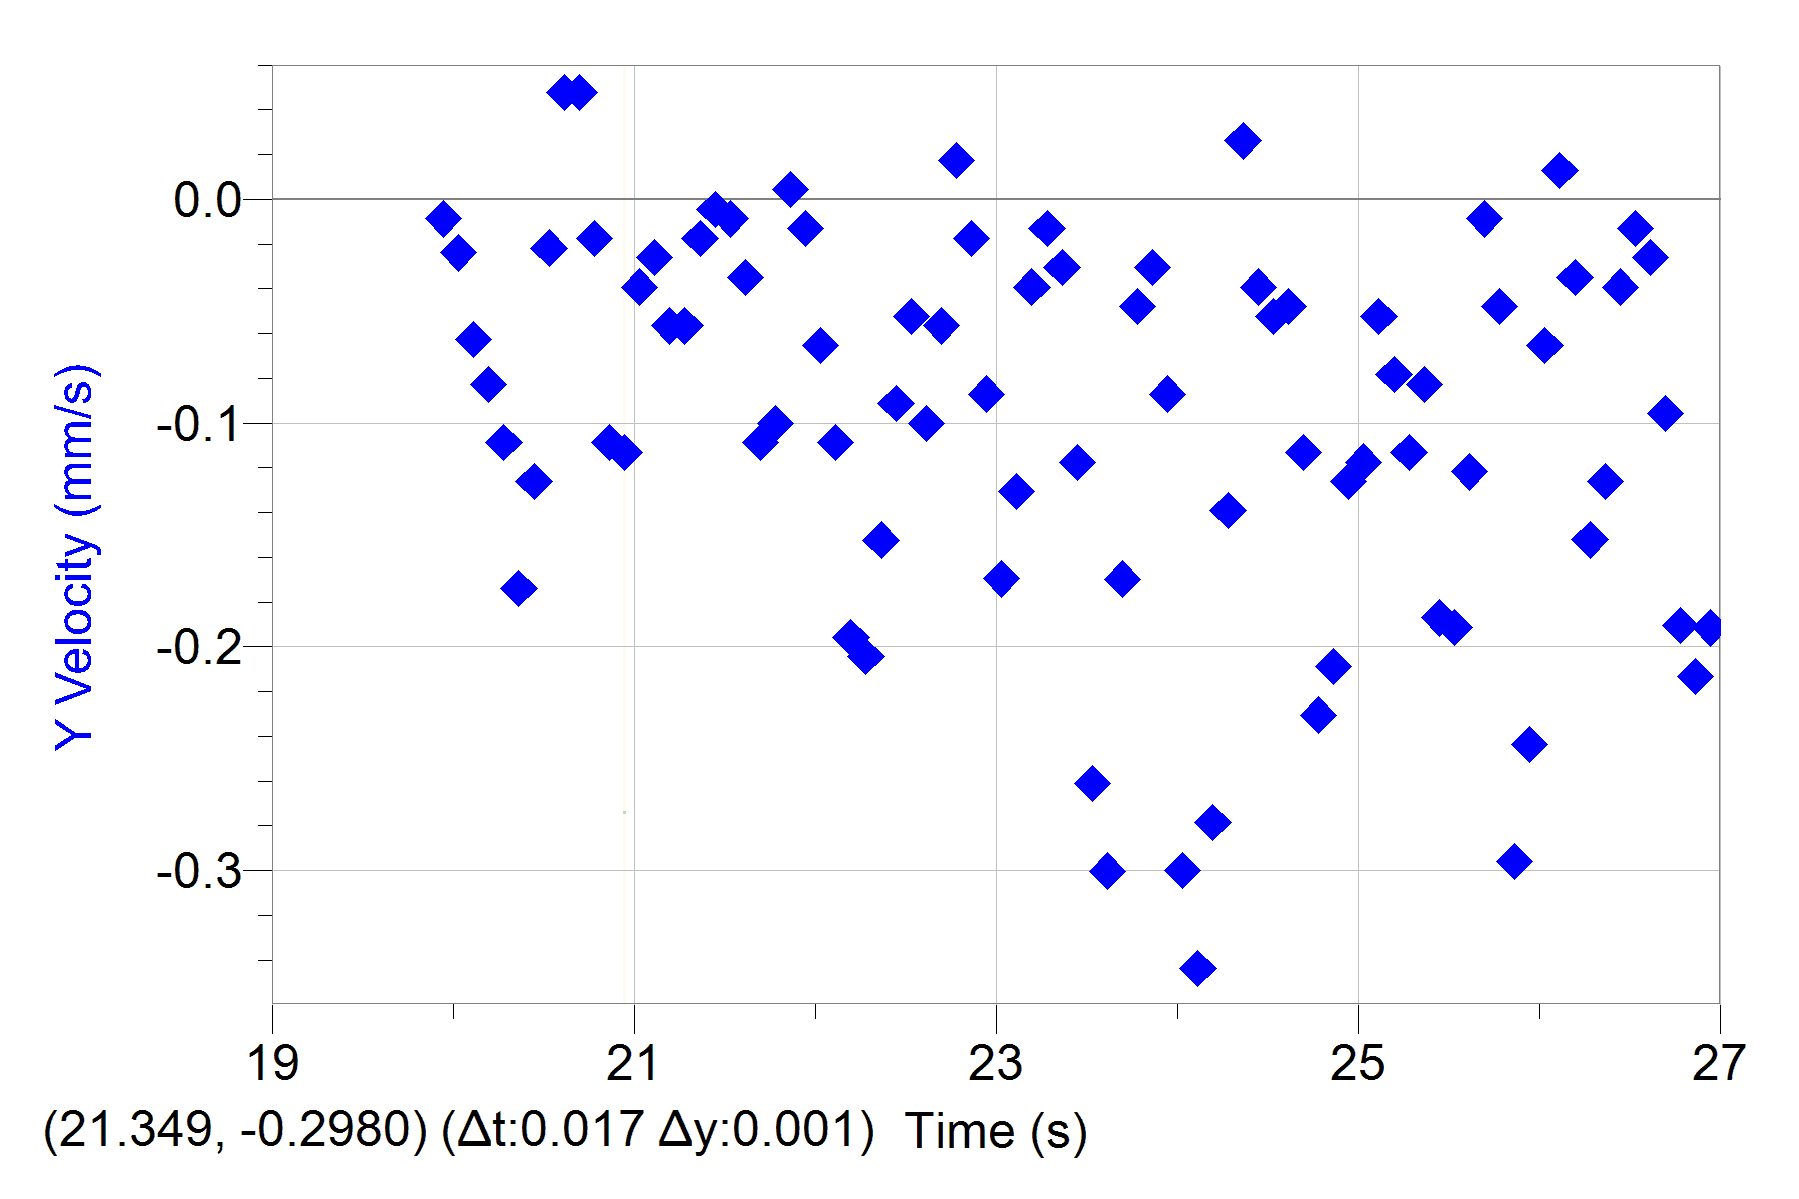 Y Velocity (mm/s)
0.0
-0.1
-0.2
-0.3
19 21 23 25 27
(21.349, -0.2980) (Δt:0.017 Δy:0.001) Time (s)